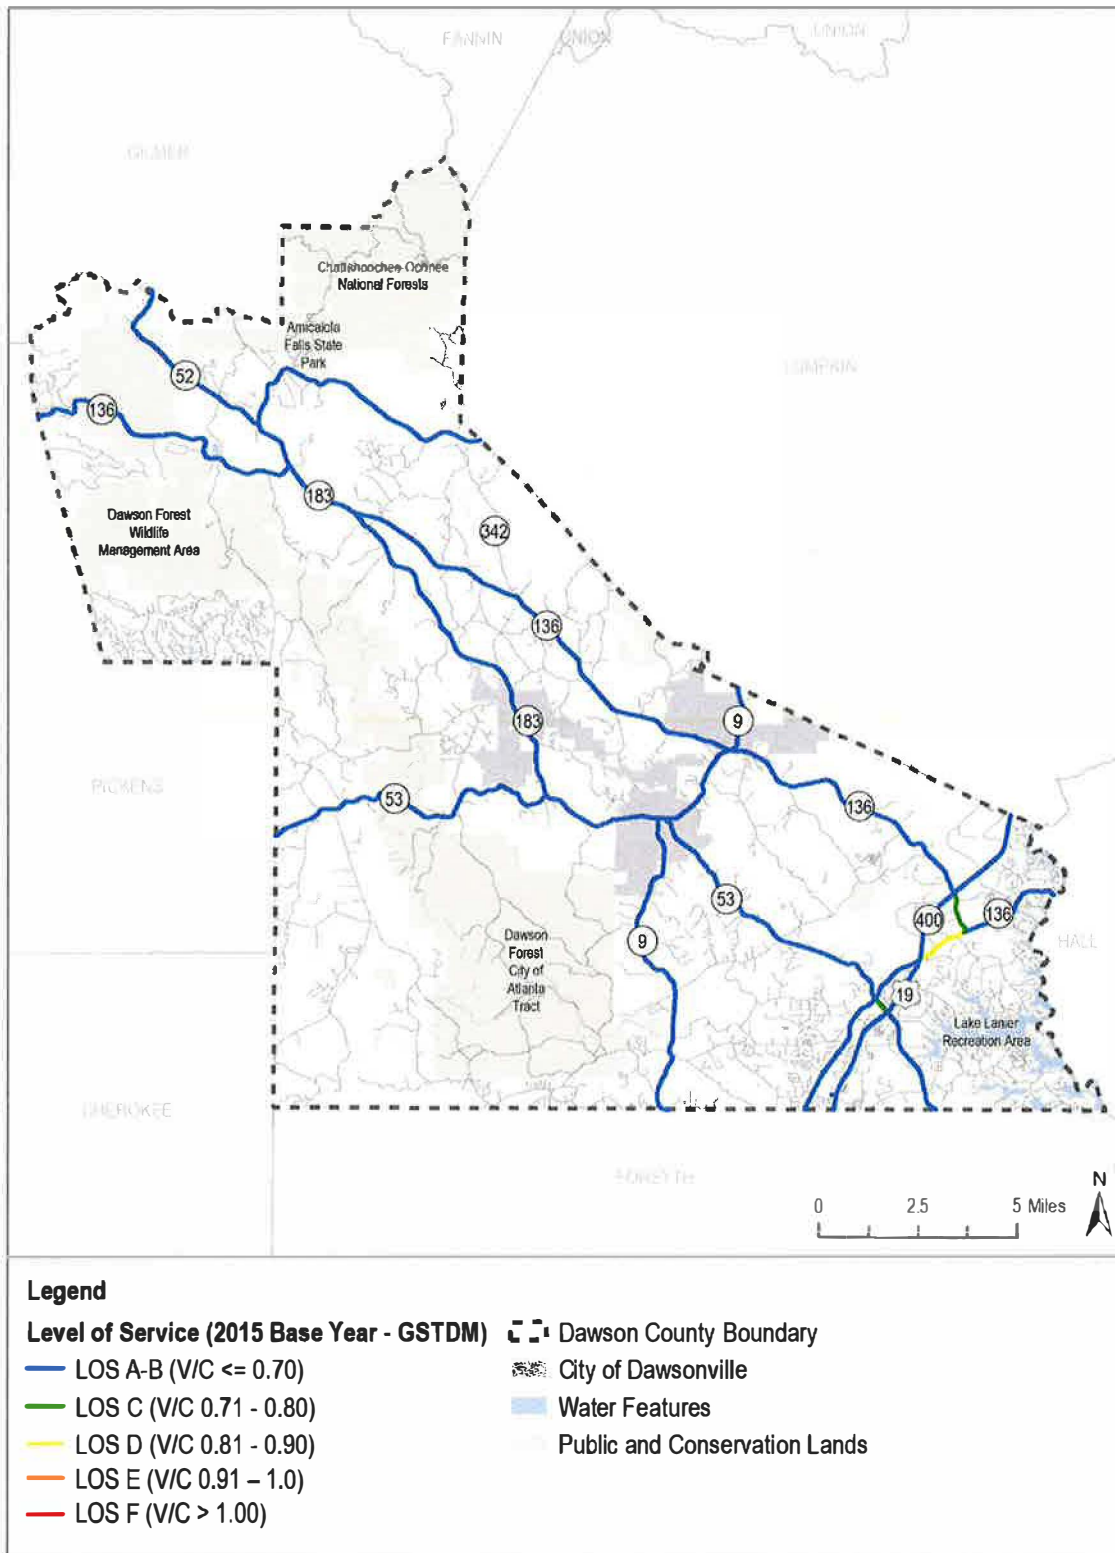 FANNIN
UNION
UNION
GILMER
Chattahoochee-Oconee
National Forests
Amicalola
Falls State
Park
LUMPKIN
52
136
183
Dawson Forest
Wildlife
Management Area
342
136
183
9
PICKENS
53
136
53
400
136
9
HALL
Dawson
Forest
City of
Atlanta
Tract
19
Lake Lanier
Recreation Area
CHEROKEE
FORSYTH
N
0 2.5 5 Miles
Legend
Level of Service (2015 Base Year - GSTDM)
LOS A-B (V/C <= 0.70)
LOS C (V/C 0.71 - 0.80)
LOS D (V/C 0.81 - 0.90)
LOS E (V/C 0.91 – 1.0)
LOS F (V/C > 1.00)
Dawson County Boundary
City of Dawsonville
Water Features
Public and Conservation Lands